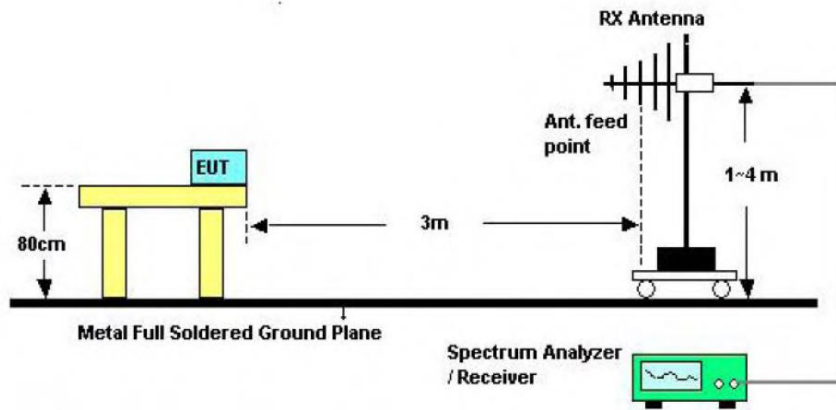 RX Antenna
Ant. feed
point
EUT
1~4 m
3m
80cm
Metal Full Soldered Ground Plane
Spectrum Analyzer
/ Receiver